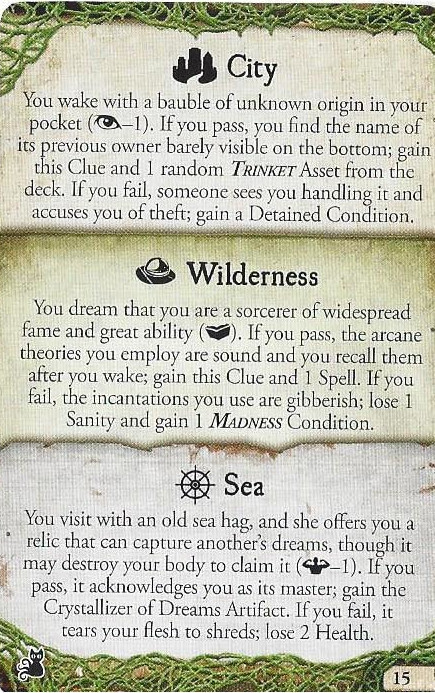 City
You wake with a bauble of unknown origin in your
pocket (–1). If you pass, you find the name of
its previous owner barely visible on the bottom; gain
this Clue and 1 random TRINKET Asset from the
deck. If you fail, someone sees you handling it and
accuses you of theft; gain a Detained Condition.
Wilderness
You dream that you are a sorcerer of widespread
fame and great ability (). If you pass, the arcane
theories you employ are sound and you recall them
after you wake; gain this Clue and 1 Spell. If you
fail, the incantations you use are gibberish; lose 1
Sanity and gain 1 MADNESS Condition.
Sea
You visit with an old sea hag, and she offers you a
relic that can capture another's dreams, though it
may destroy your body to claim it (–1). If you
pass, it acknowledges you as its master; gain the
Crystallizer of Dreams Artifact. If you fail, it
tears your flesh to shreds; lose 2 Health.
15